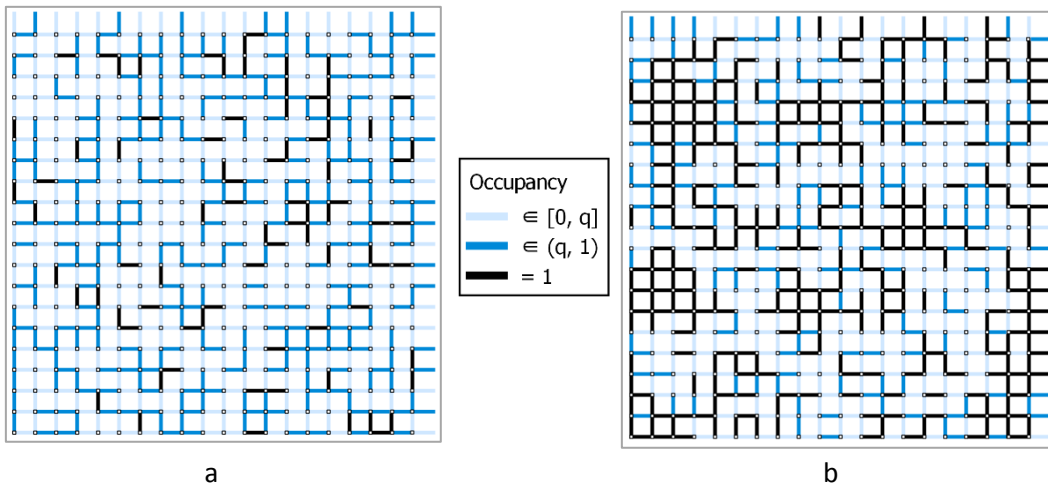 Occupancy
∈ [0, q]
∈ (q, 1)
= 1
a
b